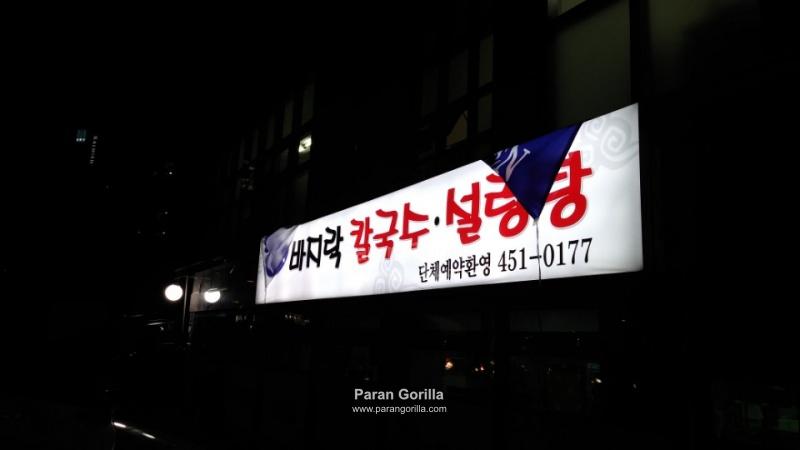 바지락 칼국수·설렁탕
단체예약환영 451-0177
Paran Gorilla
www.parangorilla.com